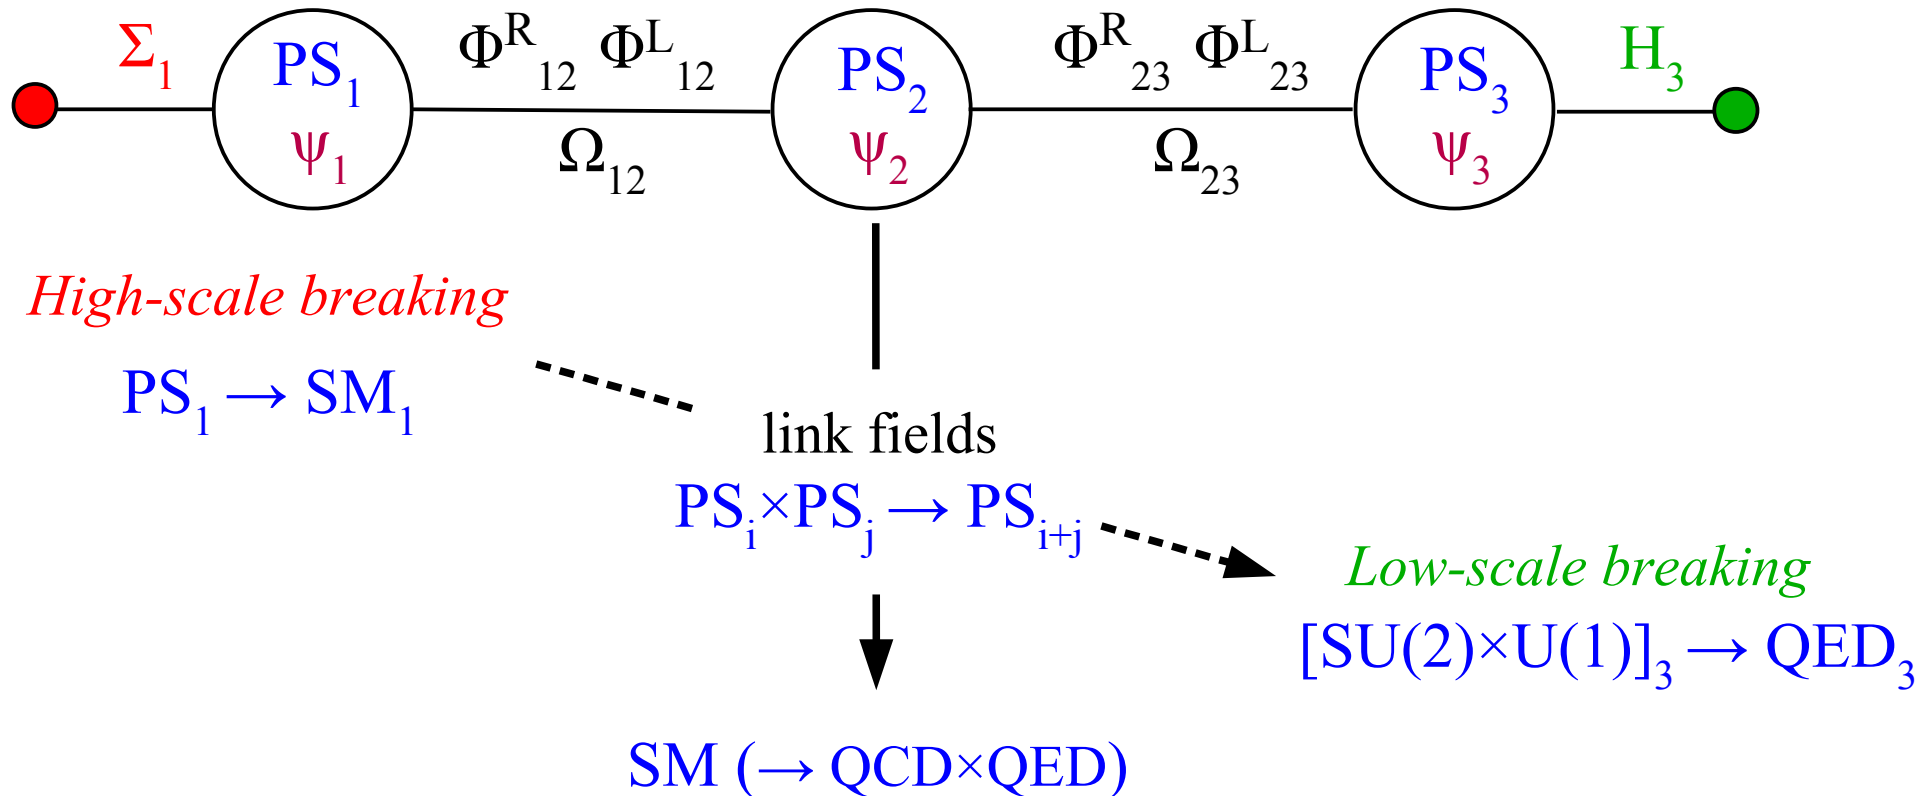 Σ₁ PS₁ Φᴿ₁₂ Φᴸ₁₂ PS₂ Φᴿ₂₃ Φᴸ₂₃ PS₃ H₃
ψ₁ Ω₁₂ ψ₂ Ω₂₃ ψ₃
High-scale breaking
PS₁ → SM₁
link fields
PSᵢ×PSⱼ → PSᵢ₊ⱼ
Low-scale breaking
[SU(2)×U(1)]₃ → QED₃
SM (→ QCD×QED)